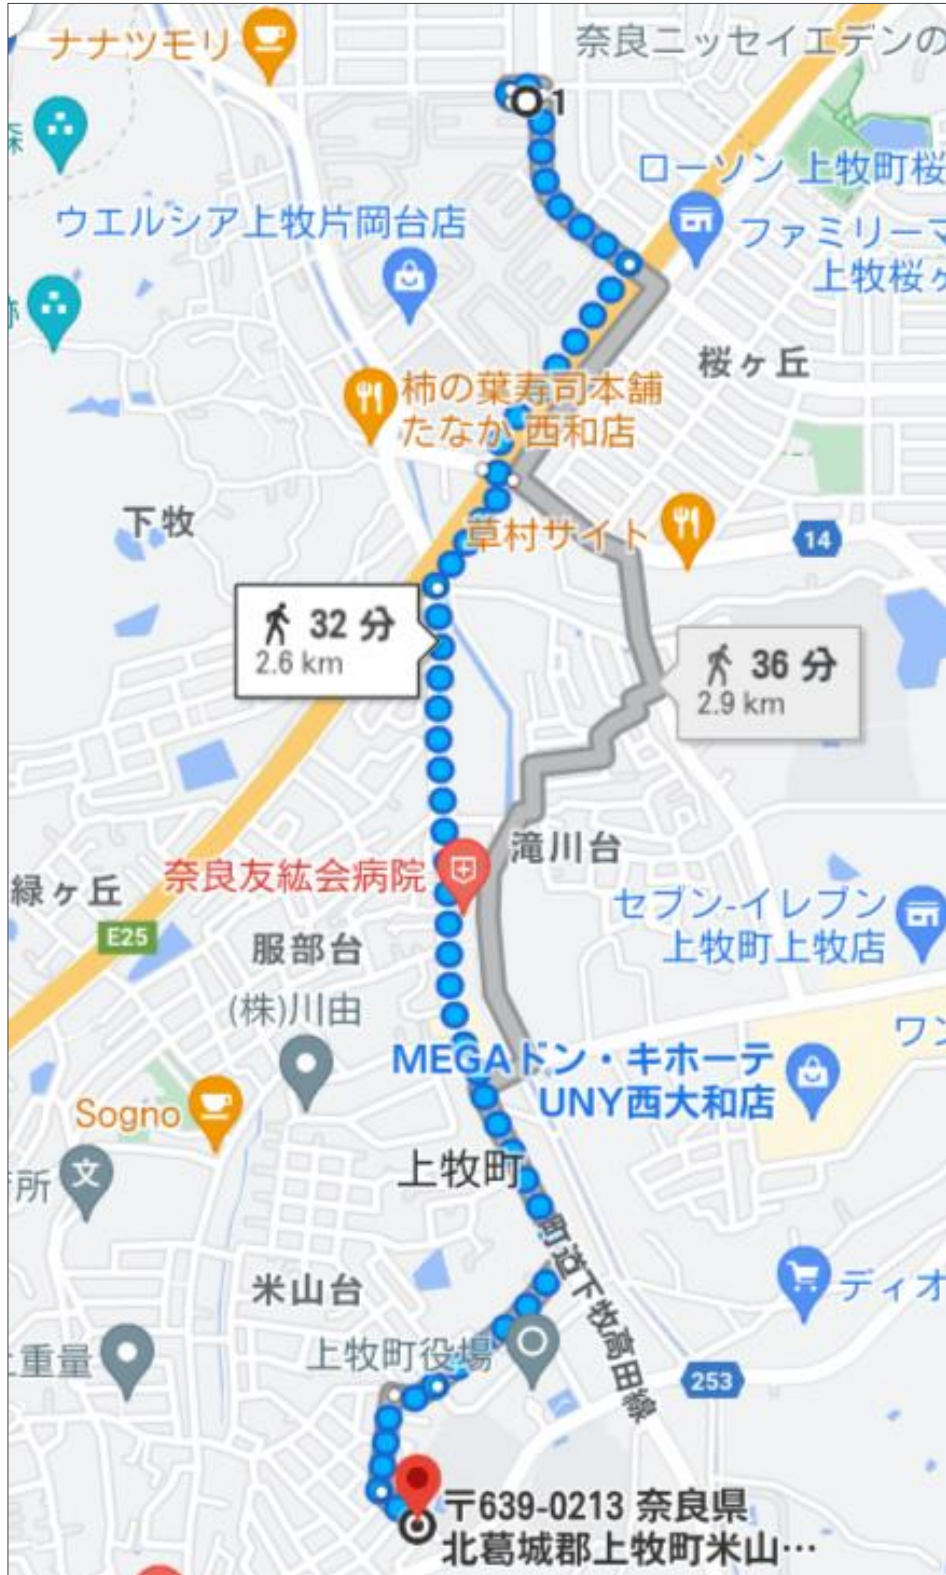 ナナツモリ
奈良ニッセイエデンの
1
森
ローソン 上牧町桜
ウエルシア上牧片岡台店
ファミリーマ
上牧桜ヶ
跡
桜ヶ丘
柿の葉寿司本舗
たなか 西和店
下牧
草村サイト
14
32 分
2.6 km
36 分
2.9 km
滝川台
奈良友紘会病院
緑ヶ丘
セブン-イレブン
上牧町上牧店
E25
服部台
(株)川由
ワン
MEGAドン・キホーテ
UNY西大和店
Sogno
上牧町
所
町道下牧高田線
米山台
ディオ
上牧町役場
重量
253
〒639-0213 奈良県
北葛城郡上牧町米山…